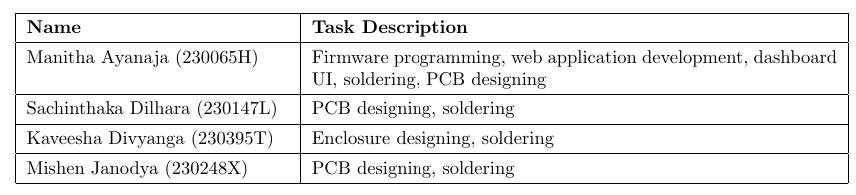 Name Task Description
Manitha Ayanaja (230065H) Firmware programming, web application development, dashboard
UI, soldering, PCB designing
Sachinthaka Dilhara (230147L) PCB designing, soldering
Kaveesha Divyanga (230395T) Enclosure designing, soldering
Mishen Janodya (230248X) PCB designing, soldering